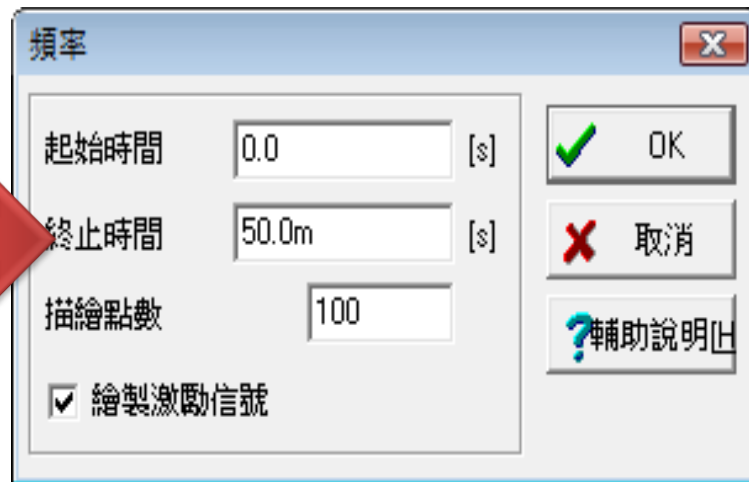 頻率
起始時間 0.0 [s]
終止時間 50.0m [s]
描繪點數 100
繪製激勵信號
OK
取消
輔助說明[H